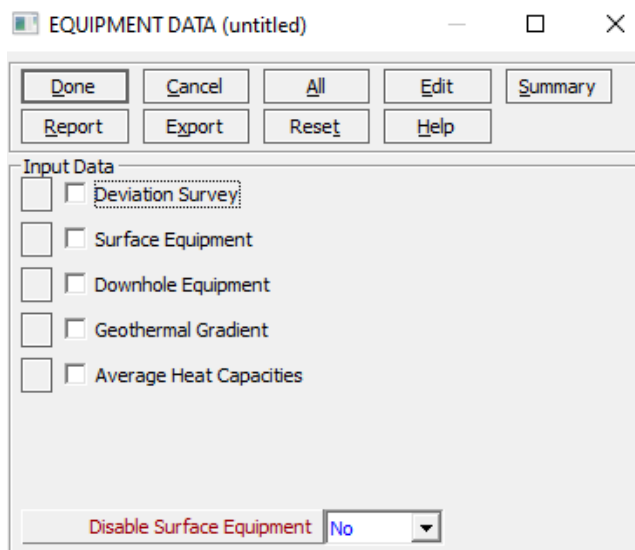 EQUIPMENT DATA (untitled)
Done Cancel All Edit Summary
Report Export Reset Help
Input Data
Deviation Survey
Surface Equipment
Downhole Equipment
Geothermal Gradient
Average Heat Capacities
Disable Surface Equipment No